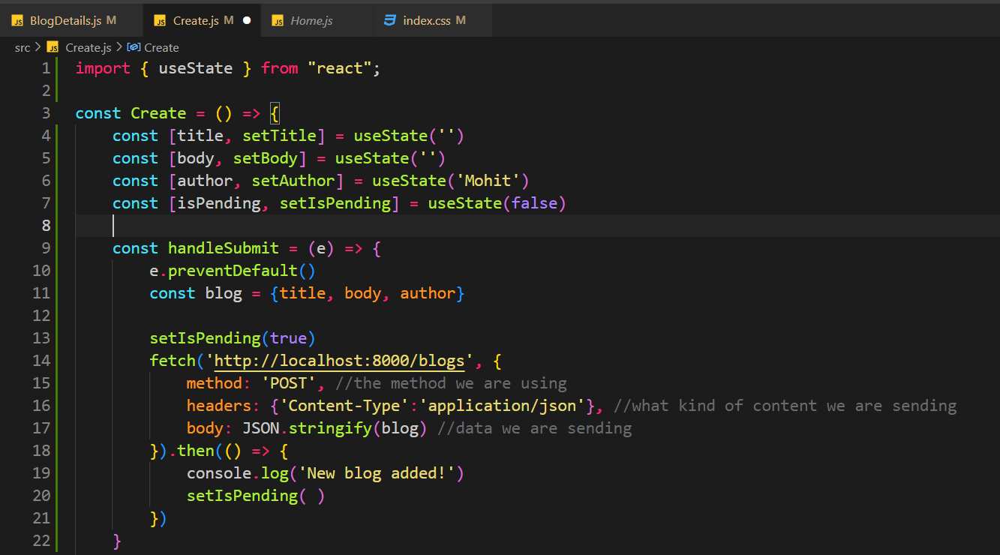 JS BlogDetails.js M JS Create.js M JS Home.js index.css M
src > JS Create.js > Create
1 import { useState } from "react";
2
3 const Create = () => {
4 const [title, setTitle] = useState('')
5 const [body, setBody] = useState('')
6 const [author, setAuthor] = useState('Mohit')
7 const [isPending, setIsPending] = useState(false)
8
9 const handleSubmit = (e) => {
10 e.preventDefault()
11 const blog = {title, body, author}
12
13 setIsPending(true)
14 fetch('http://localhost:8000/blogs', {
15 method: 'POST', //the method we are using
16 headers: {'Content-Type':'application/json'}, //what kind of content we are sending
17 body: JSON.stringify(blog) //data we are sending
18 }).then(() => {
19 console.log('New blog added!')
20 setIsPending( )
21 })
22 }